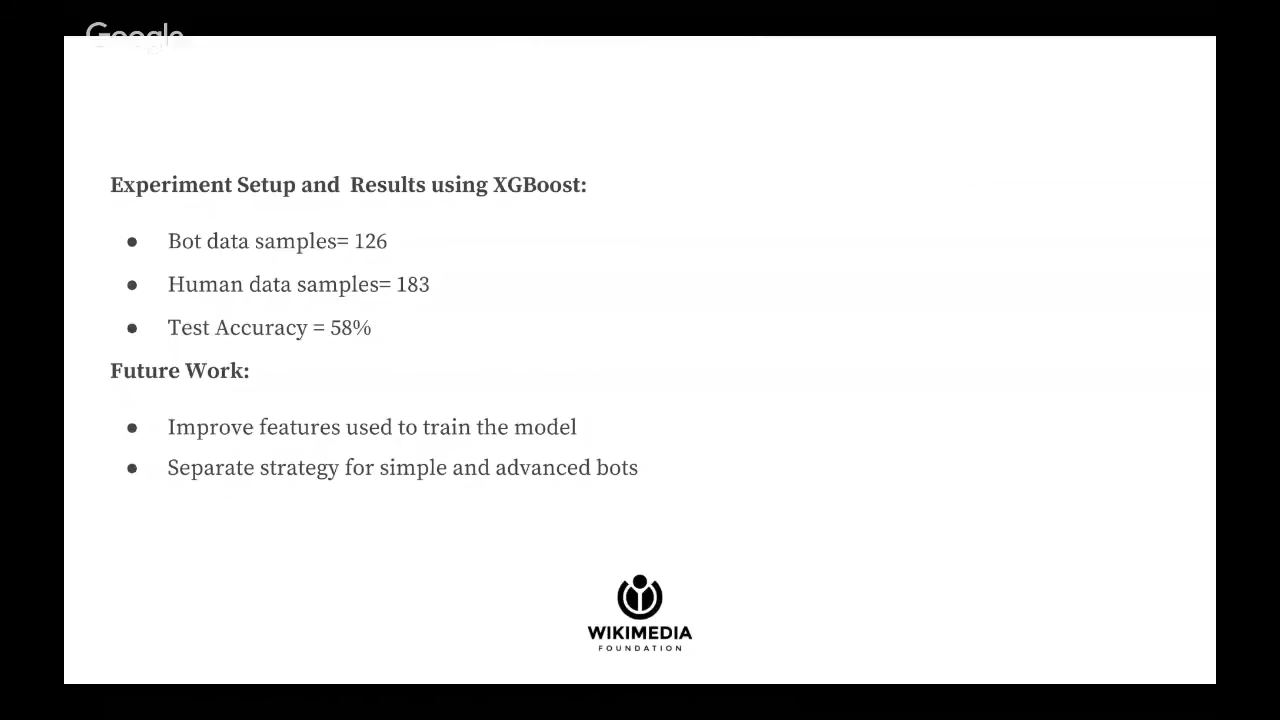 Google
Experiment Setup and Results using XGBoost:
● Bot data samples= 126
● Human data samples= 183
● Test Accuracy = 58%
Future Work:
● Improve features used to train the model
● Separate strategy for simple and advanced bots
WIKIMEDIA
FOUNDATION